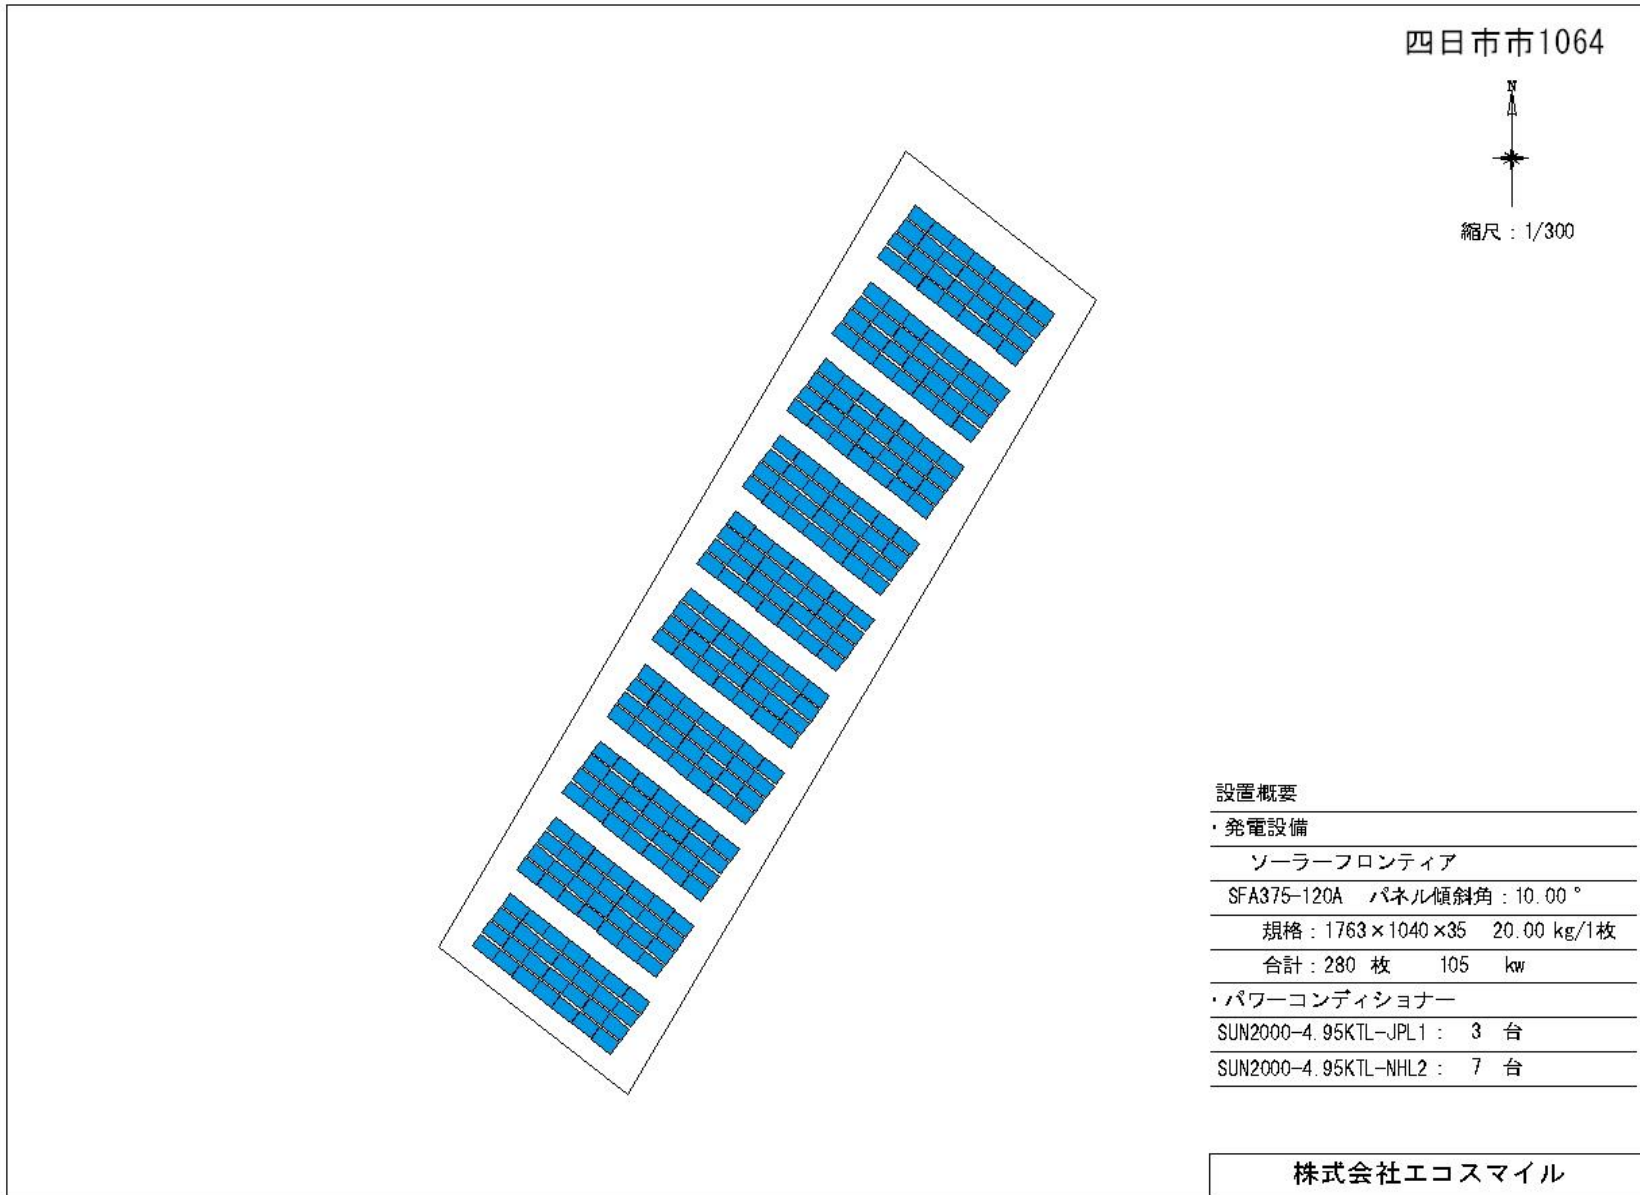 四日市市1064
N
縮尺：1/300
設置概要
・発電設備
ソーラーフロンティア
SFA375-120A パネル傾斜角：10.00°
規格：1763×1040×35 20.00 kg/1枚
合計：280 枚 105 kw
・パワーコンディショナー
SUN2000-4.95KTL-JPL1： 3 台
SUN2000-4.95KTL-NHL2： 7 台
株式会社エコスマイル